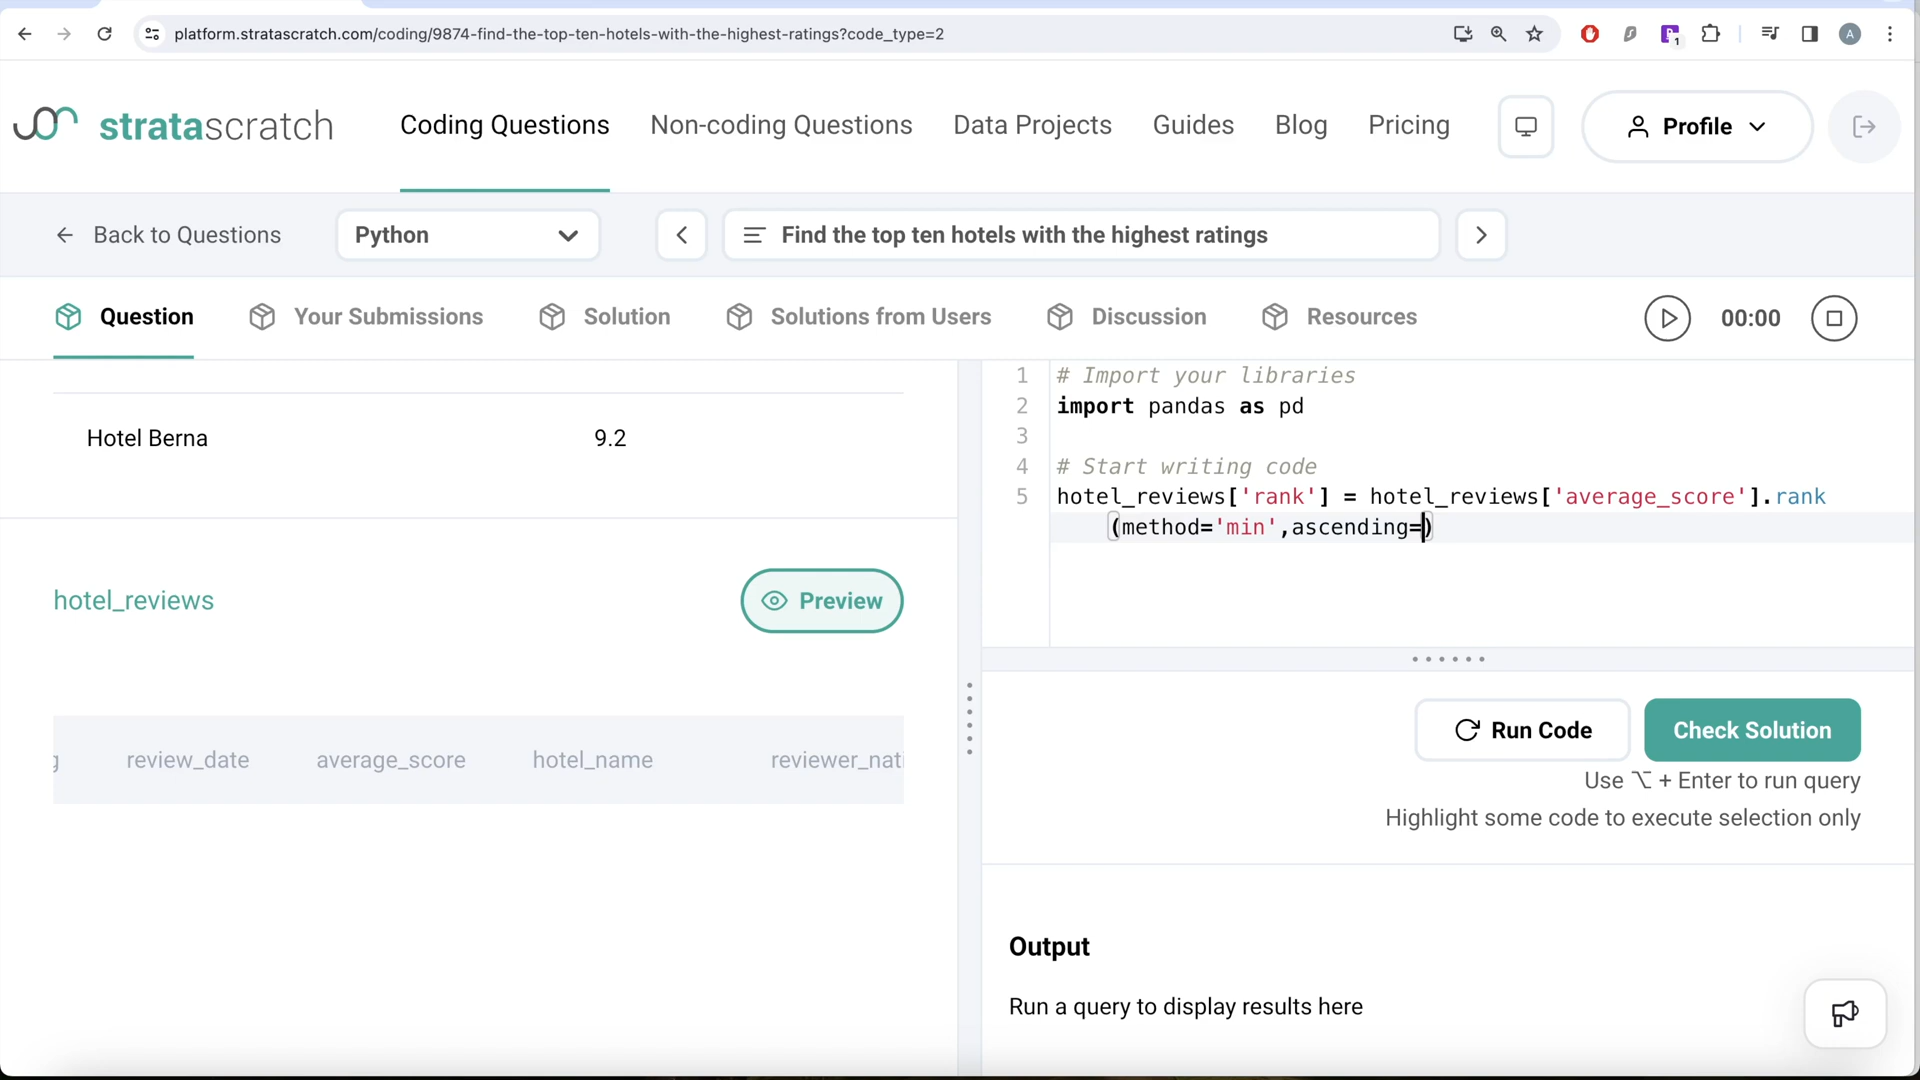 platform.stratascratch.com/coding/9874-find-the-top-ten-hotels-with-the-highest-ratings?code_type=2
1
A
stratascratch
Coding Questions
Non-coding Questions
Data Projects
Guides
Blog
Pricing
Profile
Back to Questions
Python
Find the top ten hotels with the highest ratings
Question
Your Submissions
Solution
Solutions from Users
Discussion
Resources
00:00
Hotel Berna 9.2
hotel_reviews
Preview
g review_date average_score hotel_name reviewer_nati
1 # Import your libraries
2 import pandas as pd
3
4 # Start writing code
5 hotel_reviews['rank'] = hotel_reviews['average_score'].rank
(method='min',ascending=)
Run Code
Check Solution
Use ⌥ + Enter to run query
Highlight some code to execute selection only
Output
Run a query to display results here